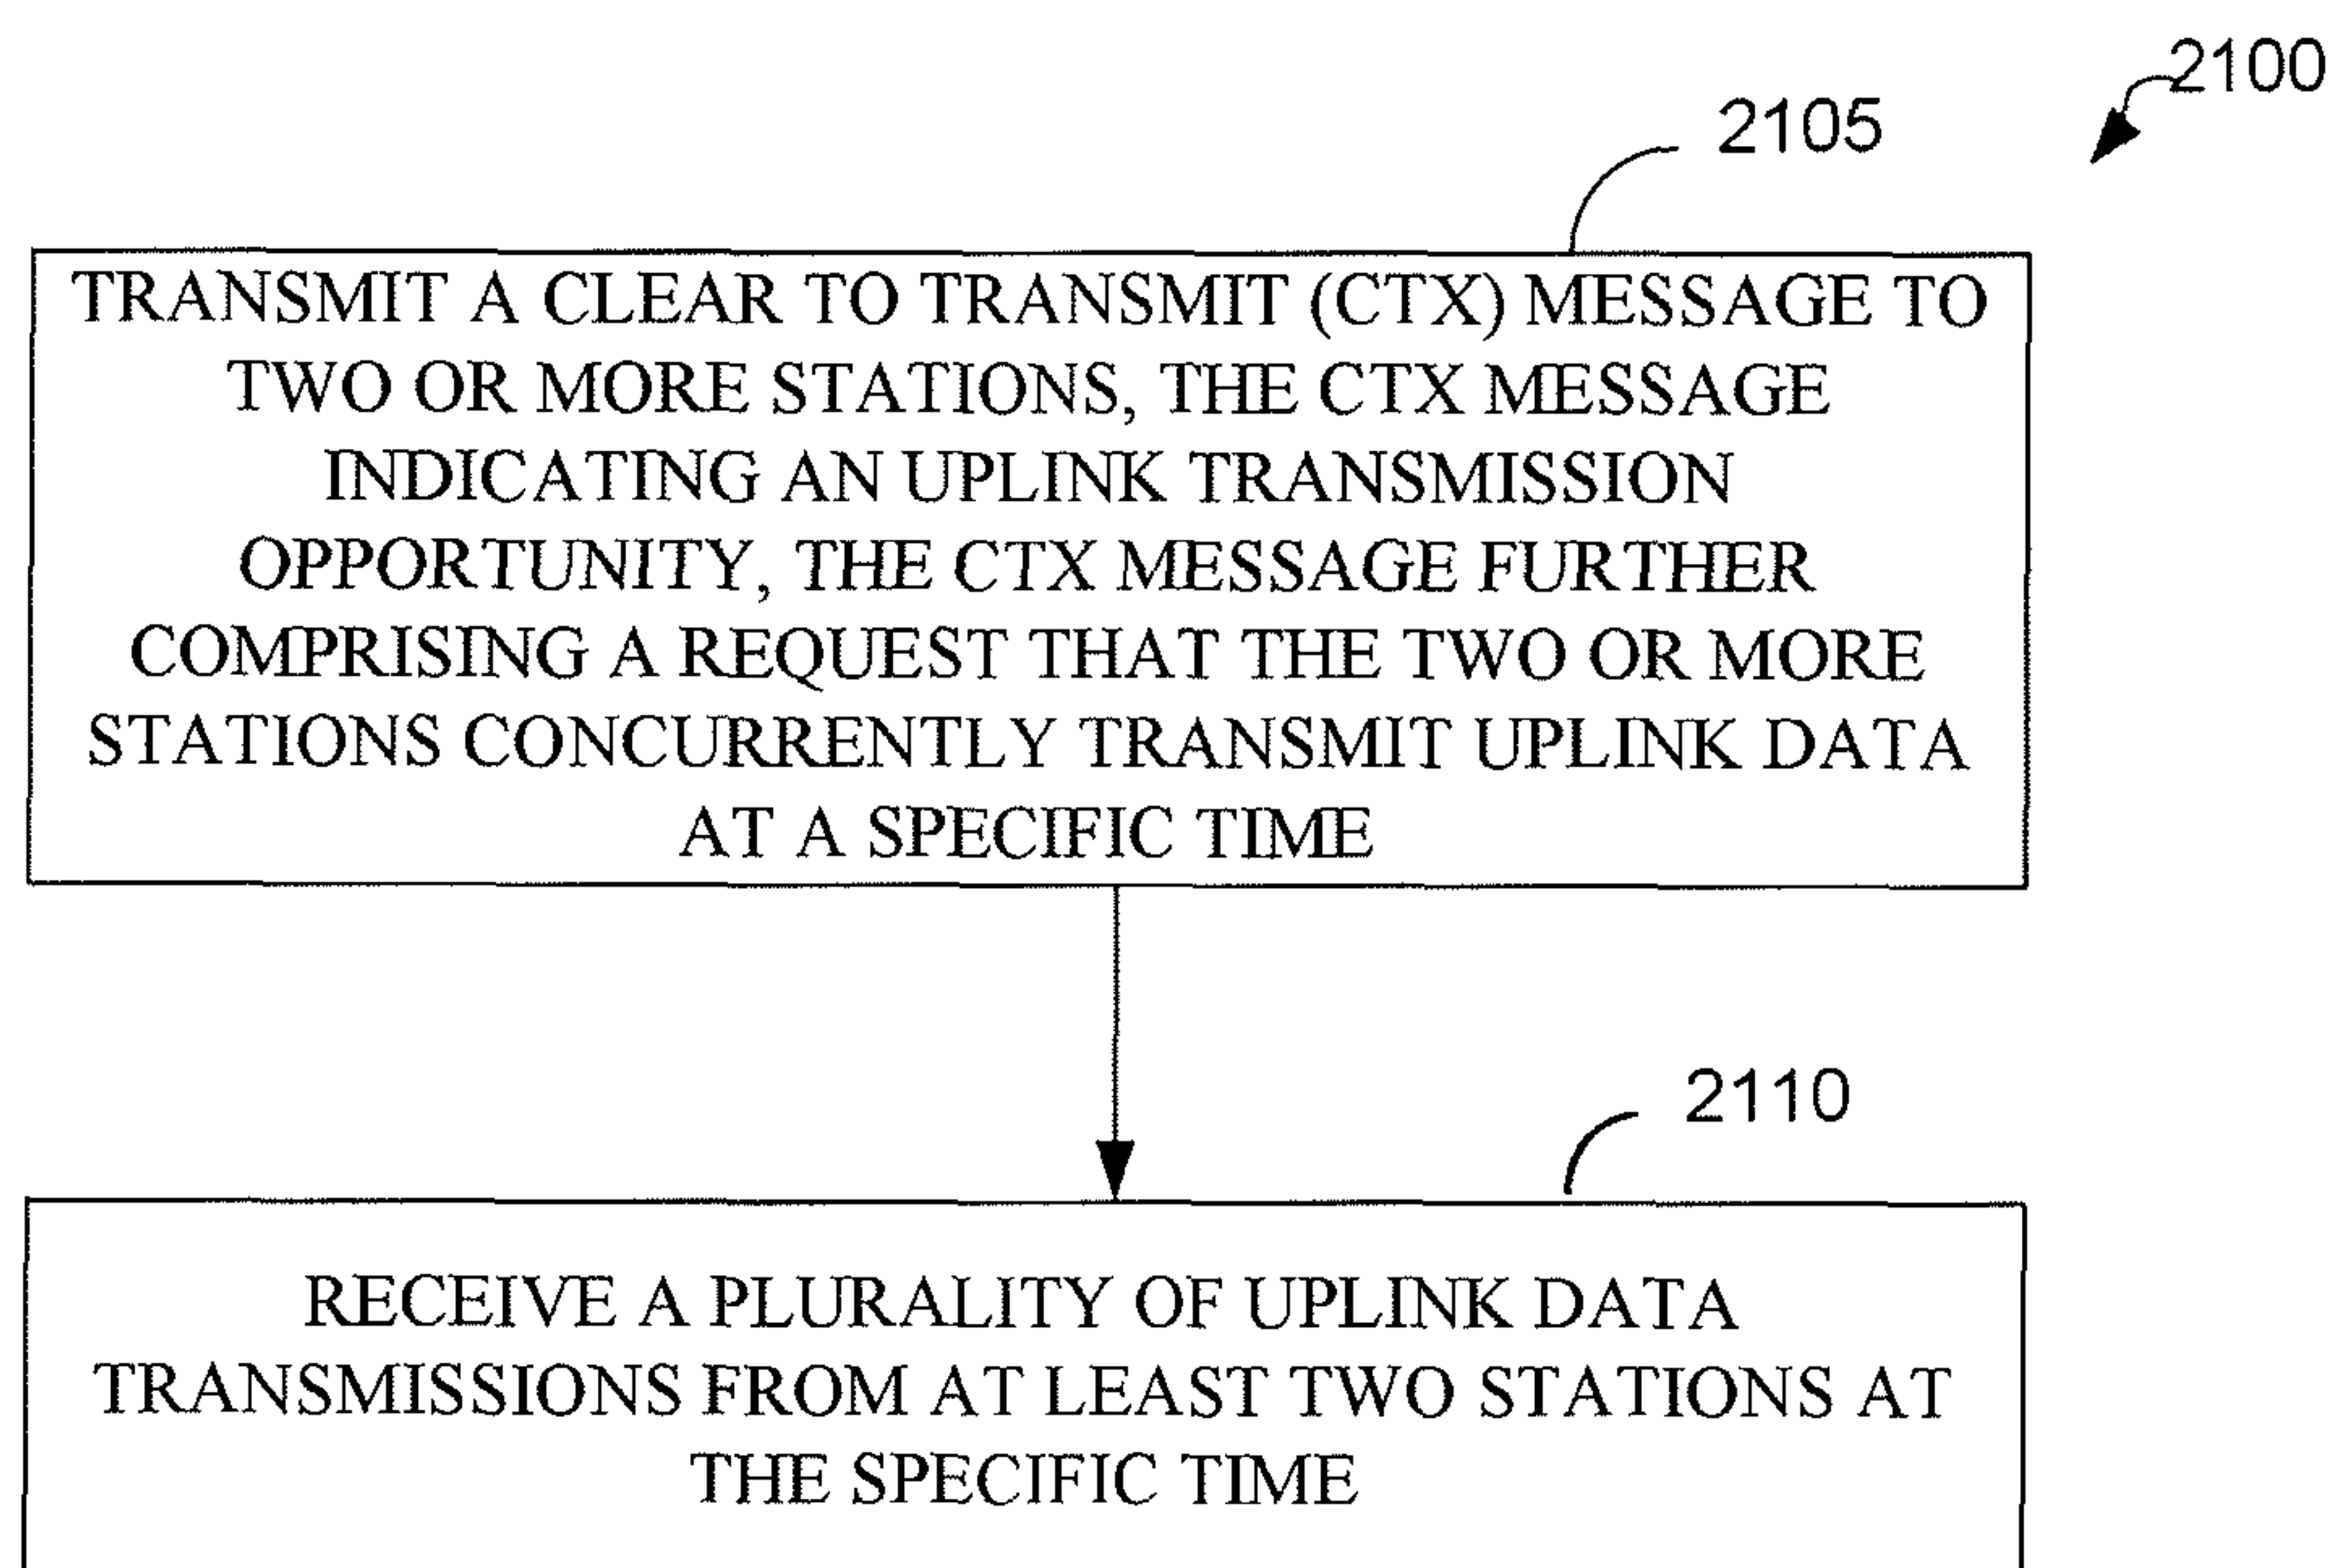 2100
2105
TRANSMIT A CLEAR TO TRANSMIT (CTX) MESSAGE TO
TWO OR MORE STATIONS, THE CTX MESSAGE
INDICATING AN UPLINK TRANSMISSION
OPPORTUNITY, THE CTX MESSAGE FURTHER
COMPRISING A REQUEST THAT THE TWO OR MORE
STATIONS CONCURRENTLY TRANSMIT UPLINK DATA
AT A SPECIFIC TIME
2110
RECEIVE A PLURALITY OF UPLINK DATA
TRANSMISSIONS FROM AT LEAST TWO STATIONS AT
THE SPECIFIC TIME